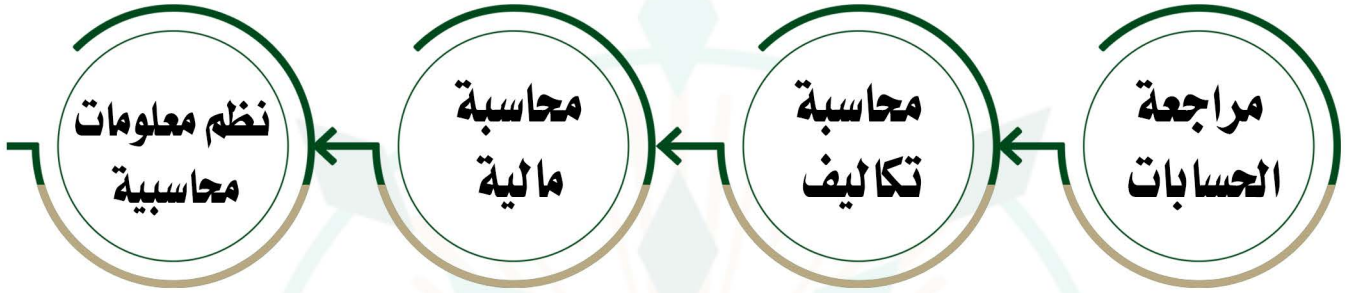 مراجعة
الحسابات
محاسبة
تكاليف
محاسبة
مالية
نظم معلومات
محاسبية